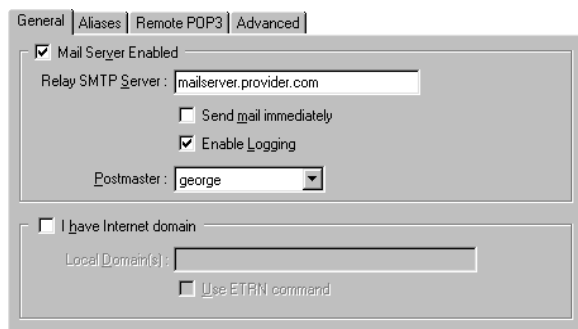 General Aliases Remote POP3 Advanced
Mail Server Enabled
Relay SMTP Server : mailserver.provider.com
Send mail immediately
Enable Logging
Postmaster : george
I have Internet domain
Local Domain(s) :
Use ETRN command